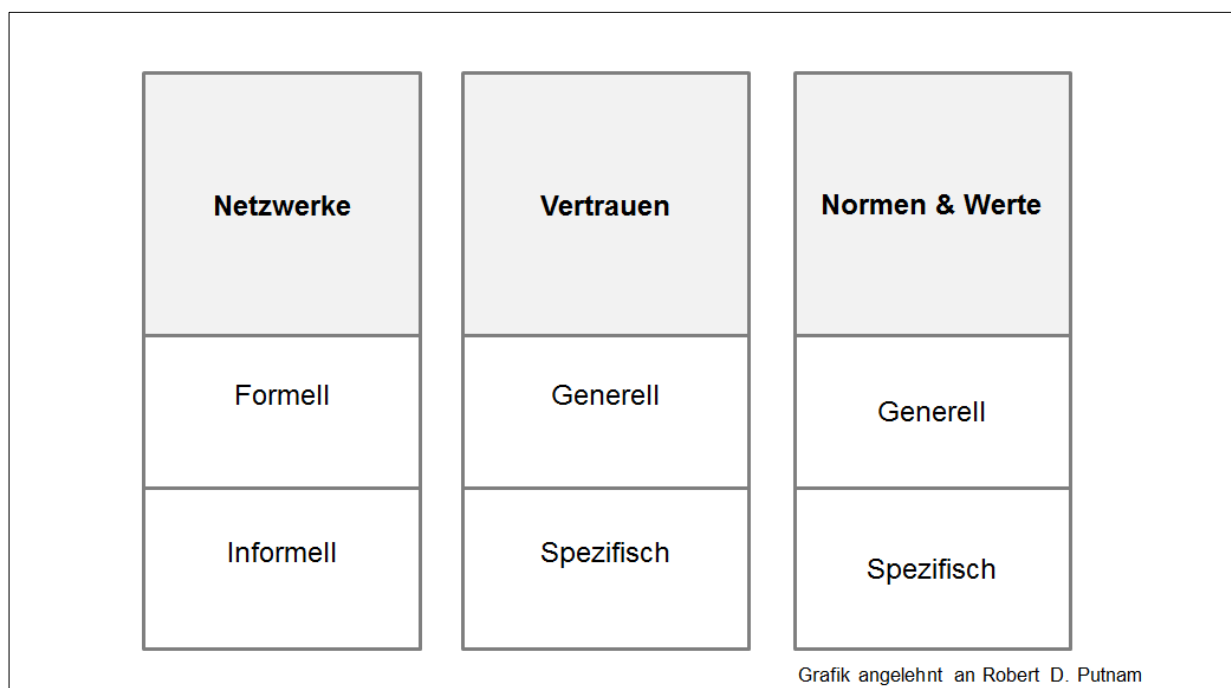 Netzwerke
Formell
Informell
Vertrauen
Generell
Spezifisch
Normen & Werte
Generell
Spezifisch
Grafik angelehnt an Robert D. Putnam